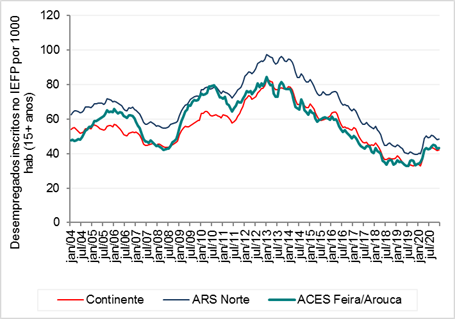 Desempregados inscritos no IEFP por 1000
hab (15+ anos)
120
100
80
60
40
20
0
jan/04
jul/04
jan/05
jul/05
jan/06
jul/06
jan/07
jul/07
jan/08
jul/08
jan/09
jul/09
jan/10
jul/10
jan/11
jul/11
jan/12
jul/12
jan/13
jul/13
jan/14
jul/14
jan/15
jul/15
jan/16
jul/16
jan/17
jul/17
jan/18
jul/18
jan/19
jul/19
jan/20
jul/20
Continente
ARS Norte
ACES Feira/Arouca